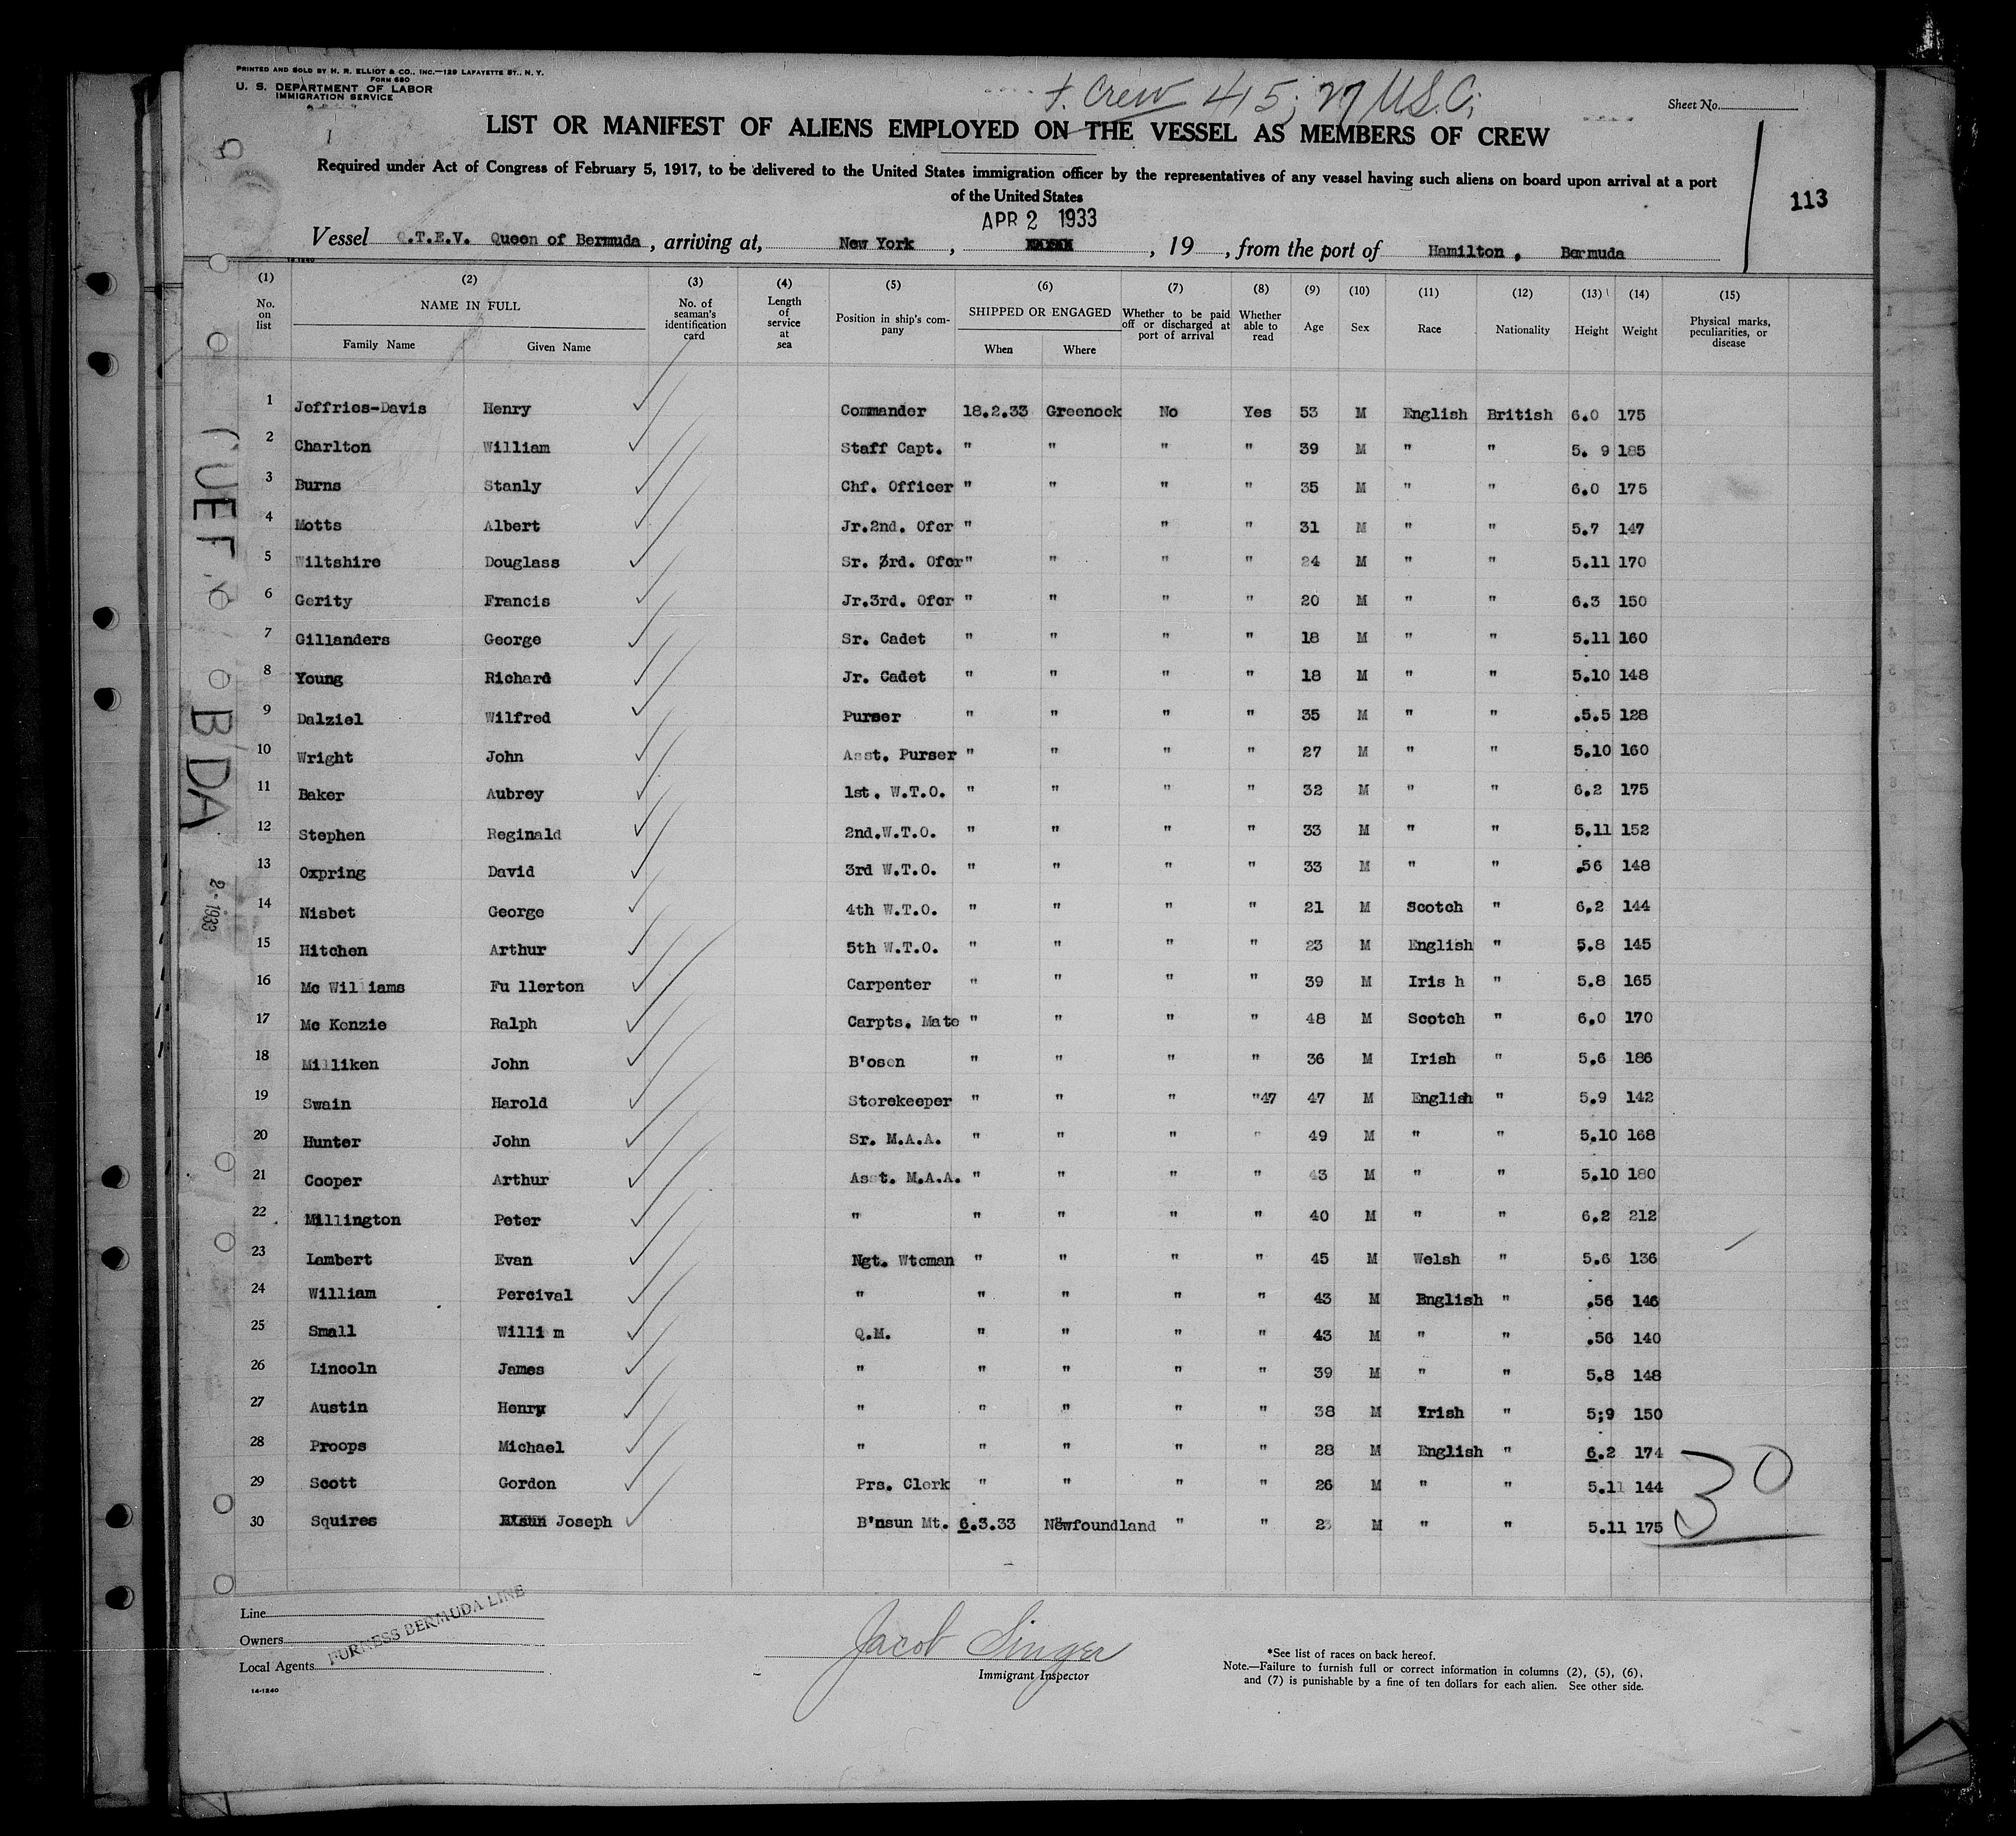 PRINTED AND SOLD BY H. R. ELLIOT & CO., INC.—129 LAFAYETTE ST., N. Y.
FORM 680
U. S. DEPARTMENT OF LABOR
IMMIGRATION SERVICE
Crew 415; 27 U.S.C;
Sheet No.
LIST OR MANIFEST OF ALIENS EMPLOYED ON THE VESSEL AS MEMBERS OF CREW
Required under Act of Congress of February 5, 1917, to be delivered to the United States immigration officer by the representatives of any vessel having such aliens on board upon arrival at a port
of the United States
113
APR 2 1933
Vessel Q.T.E.V. Queen of Bermuda, arriving at, New York, , 19 , from the port of Hamilton, Bermuda
14-1240
(1) (2) (3) (4) (5) (6) (7) (8) (9) (10) (11) (12) (13) (14) (15)
No. on list NAME IN FULL Family Name Given Name No. of seaman's identification card Length of service at sea Position in ship's company SHIPPED OR ENGAGED When Where Whether to be paid off or discharged at port of arrival Whether able to read Age Sex Race Nationality Height Weight Physical marks, peculiarities, or disease
1 Jeffries-Davis Henry Commander 18.2.33 Greenock No Yes 53 M English British 6.0 175
2 Charlton William Staff Capt. " " " " 39 M " " 5. 9 185
3 Burns Stanly Chf. Officer " " " " 35 M " " 6.0 175
4 Motts Albert Jr.2nd. Ofcr " " " 31 M " " 5.7 147
5 Wiltshire Douglass Sr. 3rd. Ofcr " " " " 24 M " " 5.11 170
6 Gerity Francis Jr.3rd. Ofcr " " " " 20 M " " 6.3 150
7 Gillanders George Sr. Cadet " " " " 18 M " " 5.11 160
8 Young Richard Jr. Cadet " " " " 18 M " " 5.10 148
9 Dalziel Wilfred Purser " " " " 35 M " " .5.5 128
10 Wright John Asst. Purser " " " " 27 M " " 5.10 160
11 Baker Aubrey 1st. W.T.O. " " " " 32 M " " 6.2 175
12 Stephen Reginald 2nd.W.T.O. " " " " 33 M " " 5.11 152
13 Oxpring David 3rd W.T.O. " " " " 33 M " " .56 148
14 Nisbet George 4th W.T.O. " " " " 21 M Scotch " 6.2 144
15 Hitchen Arthur 5th W.T.O. " " " " 23 M English " 5.8 145
16 Mc Williams Fu llerton Carpenter " " " " 39 M Iris h " 5.8 165
17 Mc Kenzie Ralph Carpts. Mate " " " " 48 M Scotch " 6.0 170
18 Milliken John B'osen " " " " 36 M Irish " 5.6 186
19 Swain Harold Storekeeper " " " "47 47 M English " 5.9 142
20 Hunter John Sr. M.A.A. " " " " 49 M " " 5.10 168
21 Cooper Arthur Asst. M.A.A. " " " " 43 M " " 5.10 180
22 Millington Peter " " " " " 40 M " " 6.2 212
23 Lambert Evan Ngt. Wtcman " " " " 45 M Welsh " 5.6 136
24 William Percival " " " " " 43 M English " .56 146
25 Small Willi m Q.M. " " " " 43 M " " .56 140
26 Lincoln James " " " " " 39 M " " 5.8 148
27 Austin Henry " " " " " 38 M Irish " 5;9 150
28 Proops Michael " " " " " 28 M English " 6.2 174
29 Scott Gordon Prs. Clerk " " " " 26 M " " 5.11 144
30 Squires Joseph B'nsun Mt. 6.3.33 Newfoundland " " 23 M " " 5.11 175
30
BDA
2-1933
Line
Owners
Local Agents
FURNESS BERMUDA LINE
14-1240
Jacob Singer
Immigrant Inspector
*See list of races on back hereof.
Note.—Failure to furnish full or correct information in columns (2), (5), (6),
and (7) is punishable by a fine of ten dollars for each alien. See other side.